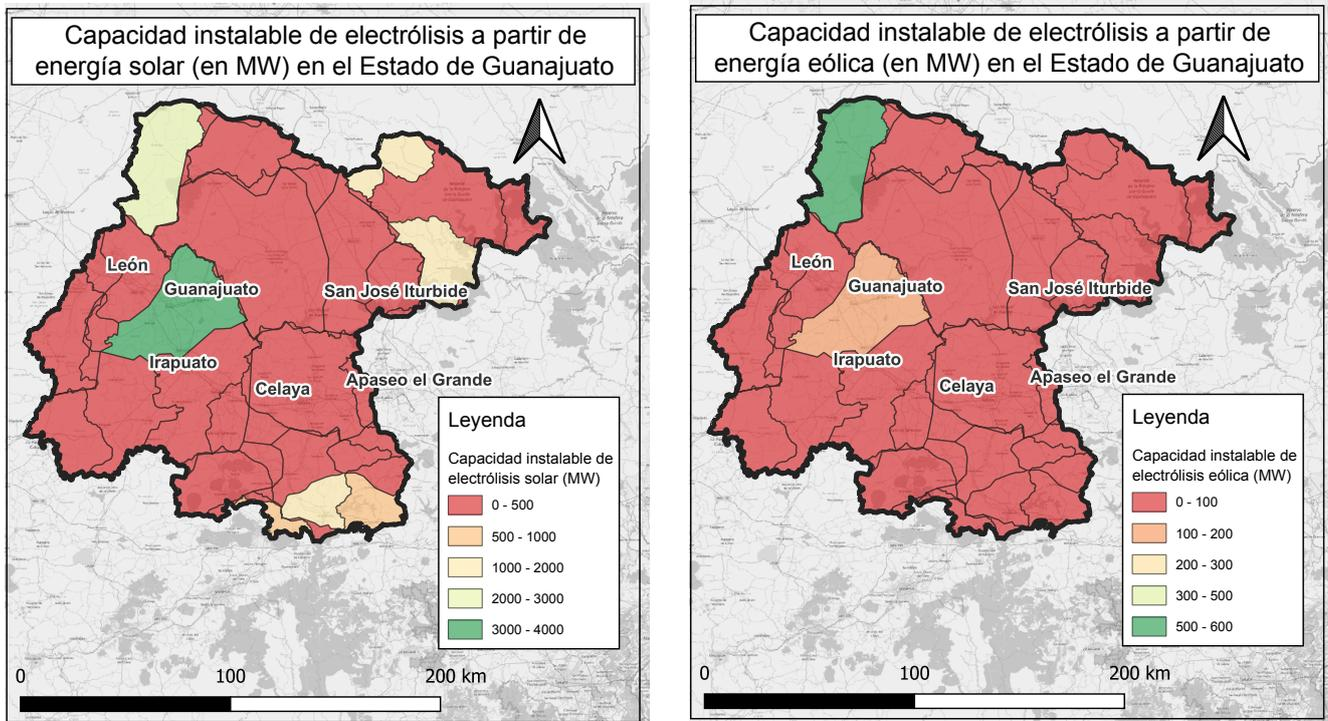 Capacidad instalable de electrólisis a partir de
energía solar (en MW) en el Estado de Guanajuato
León
Guanajuato
San José Iturbide
Irapuato
Celaya
Apaseo el Grande
Leyenda
Capacidad instalable de
electrólisis solar (MW)
0 - 500
500 - 1000
1000 - 2000
2000 - 3000
3000 - 4000
0 100 200 km
Capacidad instalable de electrólisis a partir de
energía eólica (en MW) en el Estado de Guanajuato
León
Guanajuato
San José Iturbide
Irapuato
Celaya
Apaseo el Grande
Leyenda
Capacidad instalable de
electrólisis eólica (MW)
0 - 100
100 - 200
200 - 300
300 - 500
500 - 600
0 100 200 km